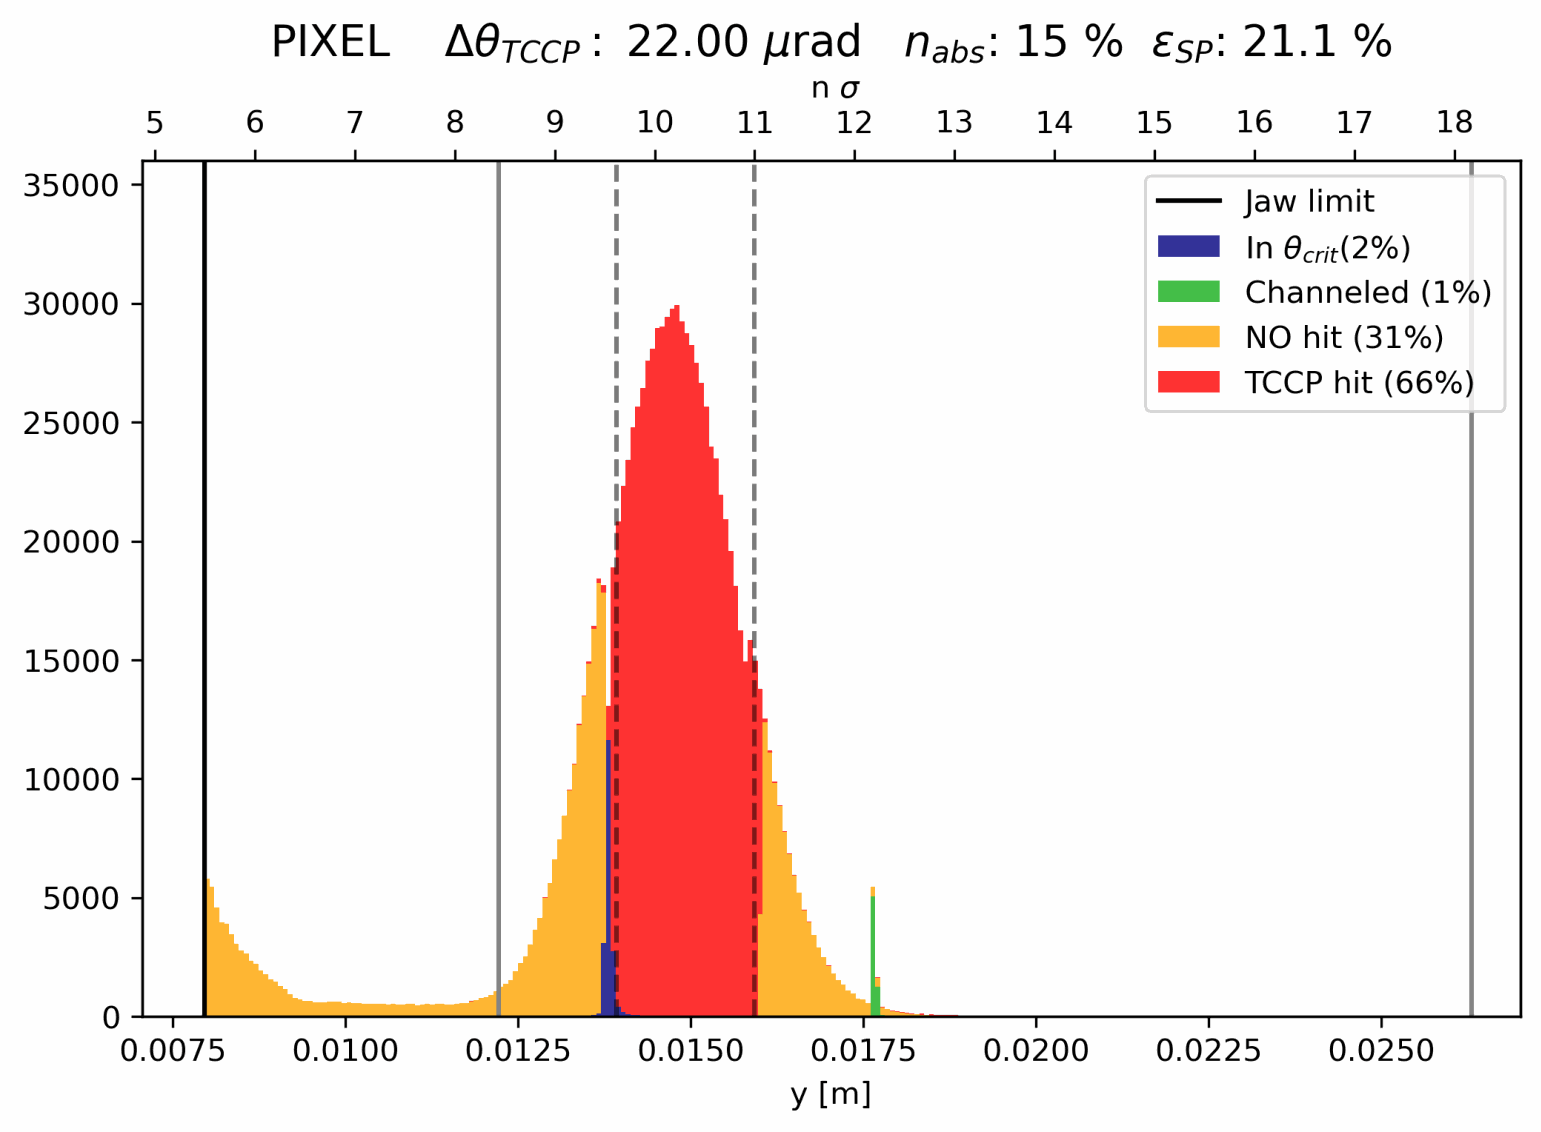 PIXEL Δθ_TCCP : 22.00 μrad n_abs: 15 % ε_SP: 21.1 %
n σ
5 6 7 8 9 10 11 12 13 14 15 16 17 18
35000
30000
25000
20000
15000
10000
5000
0
Jaw limit
In θ_crit(2%)
Channeled (1%)
NO hit (31%)
TCCP hit (66%)
0.0075 0.0100 0.0125 0.0150 0.0175 0.0200 0.0225 0.0250
y [m]